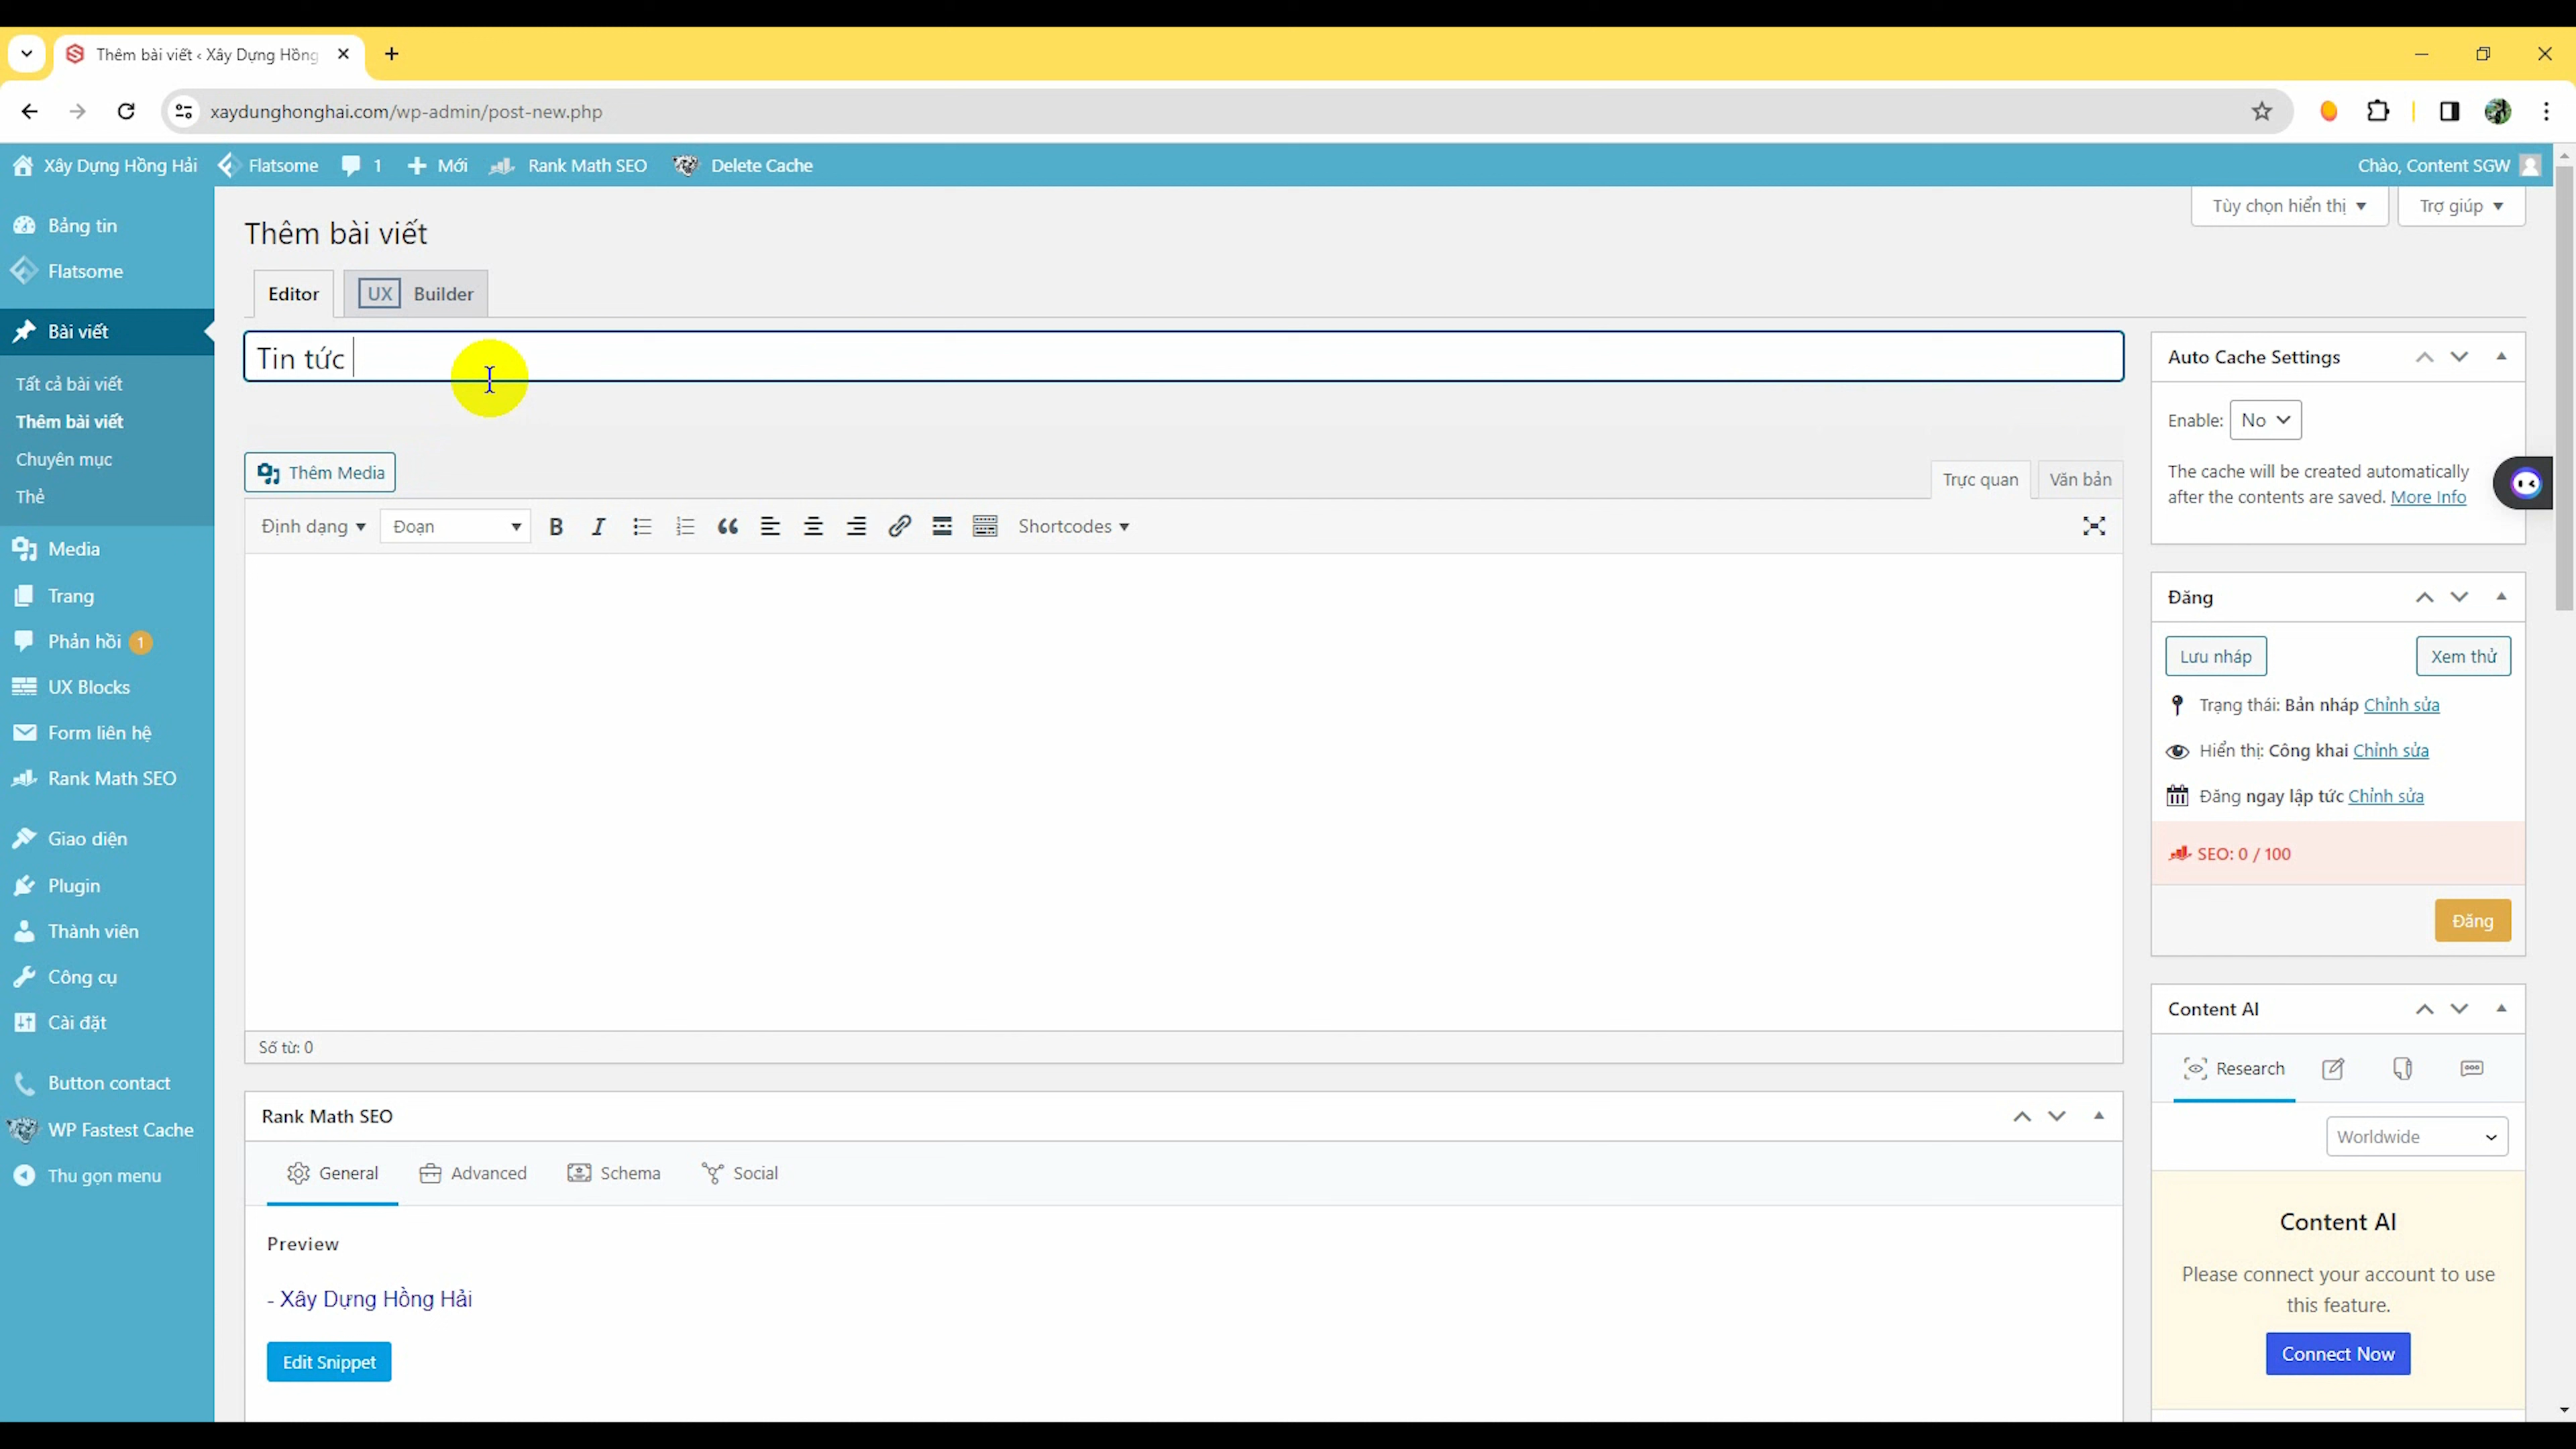 Thêm bài viết ‹ Xây Dựng Hồng
xaydunghonghai.com/wp-admin/post-new.php
Xây Dựng Hồng Hải Flatsome 1 Mới Rank Math SEO Delete Cache Chào, Content SGW
Tùy chọn hiển thị Trợ giúp
Bảng tin
Flatsome
Bài viết
Tất cả bài viết
Thêm bài viết
Chuyên mục
Thẻ
Media
Trang
Phản hồi 1
UX Blocks
Form liên hệ
Rank Math SEO
Giao diện
Plugin
Thành viên
Công cụ
Cài đặt
Button contact
WP Fastest Cache
Thu gọn menu
Thêm bài viết
Editor UX Builder
Tin tức
Thêm Media
Trực quan Văn bản
Định dạng Đoạn B I Shortcodes
Số từ: 0
Rank Math SEO
General Advanced Schema Social
Preview
- Xây Dựng Hồng Hải
Edit Snippet
Auto Cache Settings
Enable: No
The cache will be created automatically
after the contents are saved. More Info
Đăng
Lưu nháp Xem thử
Trạng thái: Bản nháp Chỉnh sửa
Hiển thị: Công khai Chỉnh sửa
Đăng ngay lập tức Chỉnh sửa
SEO: 0 / 100
Đăng
Content AI
Research
Worldwide
Content AI
Please connect your account to use
this feature.
Connect Now